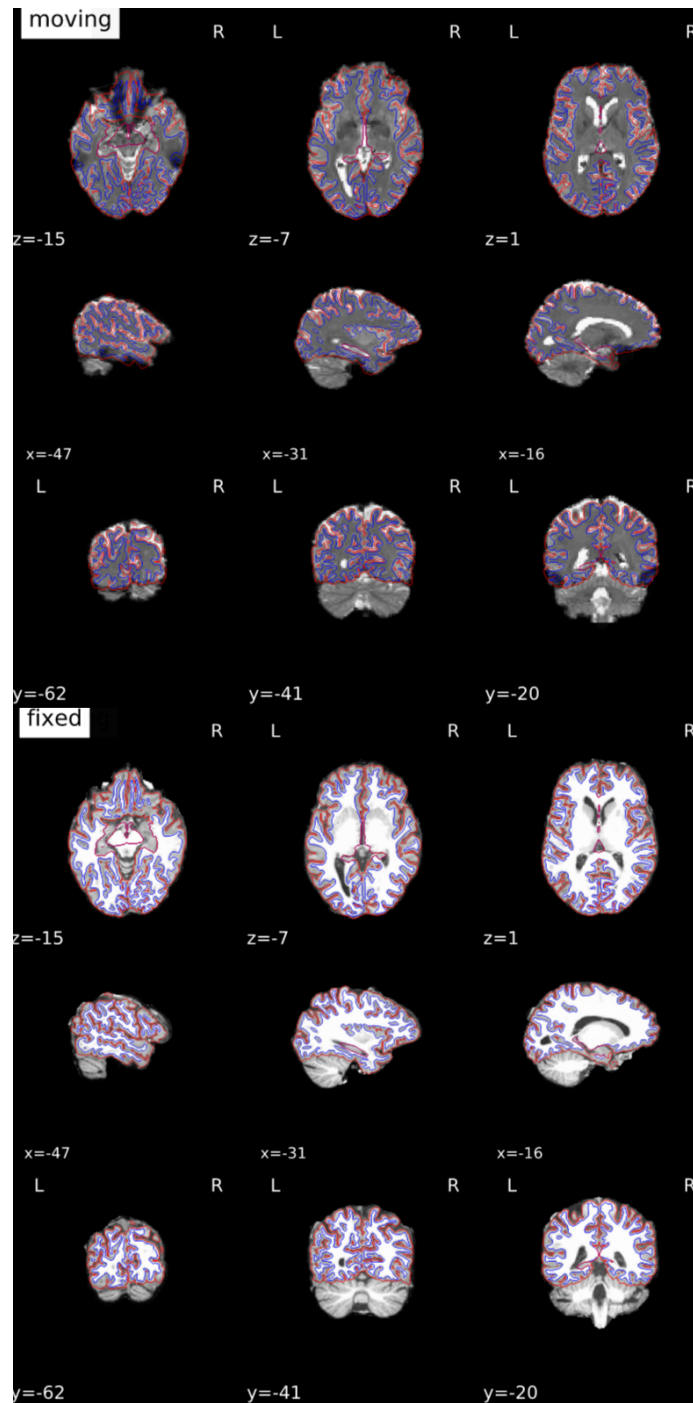 moving
R L R L
z=-15 z=-7 z=1
x=-47 x=-31 x=-16
L R L R L R
y=-62 y=-41 y=-20
fixed
R L R L
z=-15 z=-7 z=1
x=-47 x=-31 x=-16
L R L R L R
y=-62 y=-41 y=-20